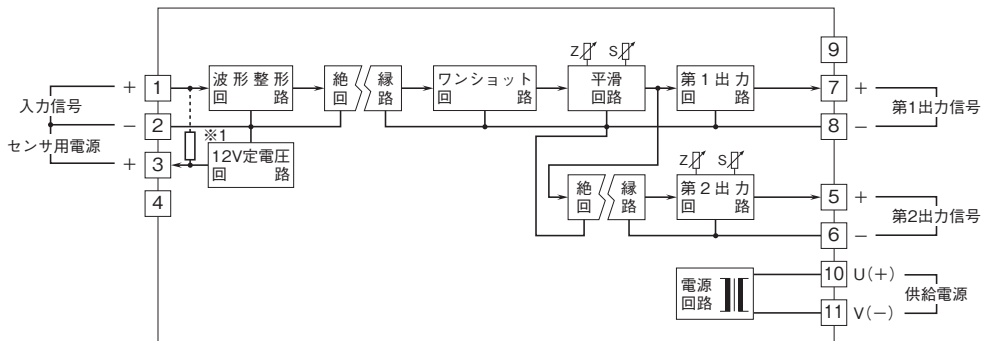 9
Z S
+ 1 波形整形回路 絶縁回路 ワンショット回路 平滑回路 第1出力回路 7 +
入力信号 第1出力信号
− 2 8 −
センサ用電源 ※1
+ 3 12V定電圧回路
4
Z S
絶縁回路 第2出力回路 5 +
第2出力信号
6 −
電源回路 10 U(+)
供給電源
11 V(−)